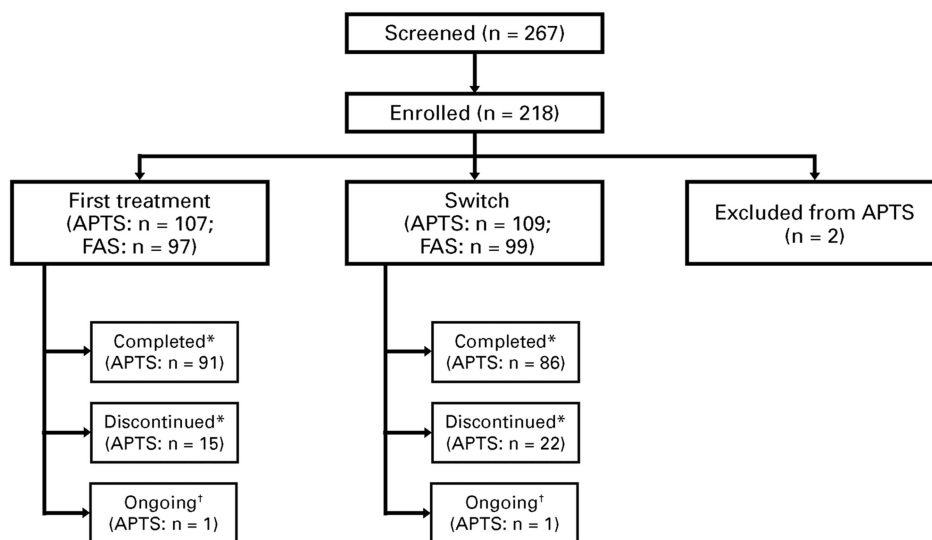 Screened (n = 267)
Enrolled (n = 218)
First treatment
(APTS: n = 107;
FAS: n = 97)
Switch
(APTS: n = 109;
FAS: n = 99)
Excluded from APTS
(n = 2)
Completed*
(APTS: n = 91)
Discontinued*
(APTS: n = 15)
Ongoing†
(APTS: n = 1)
Completed*
(APTS: n = 86)
Discontinued*
(APTS: n = 22)
Ongoing†
(APTS: n = 1)